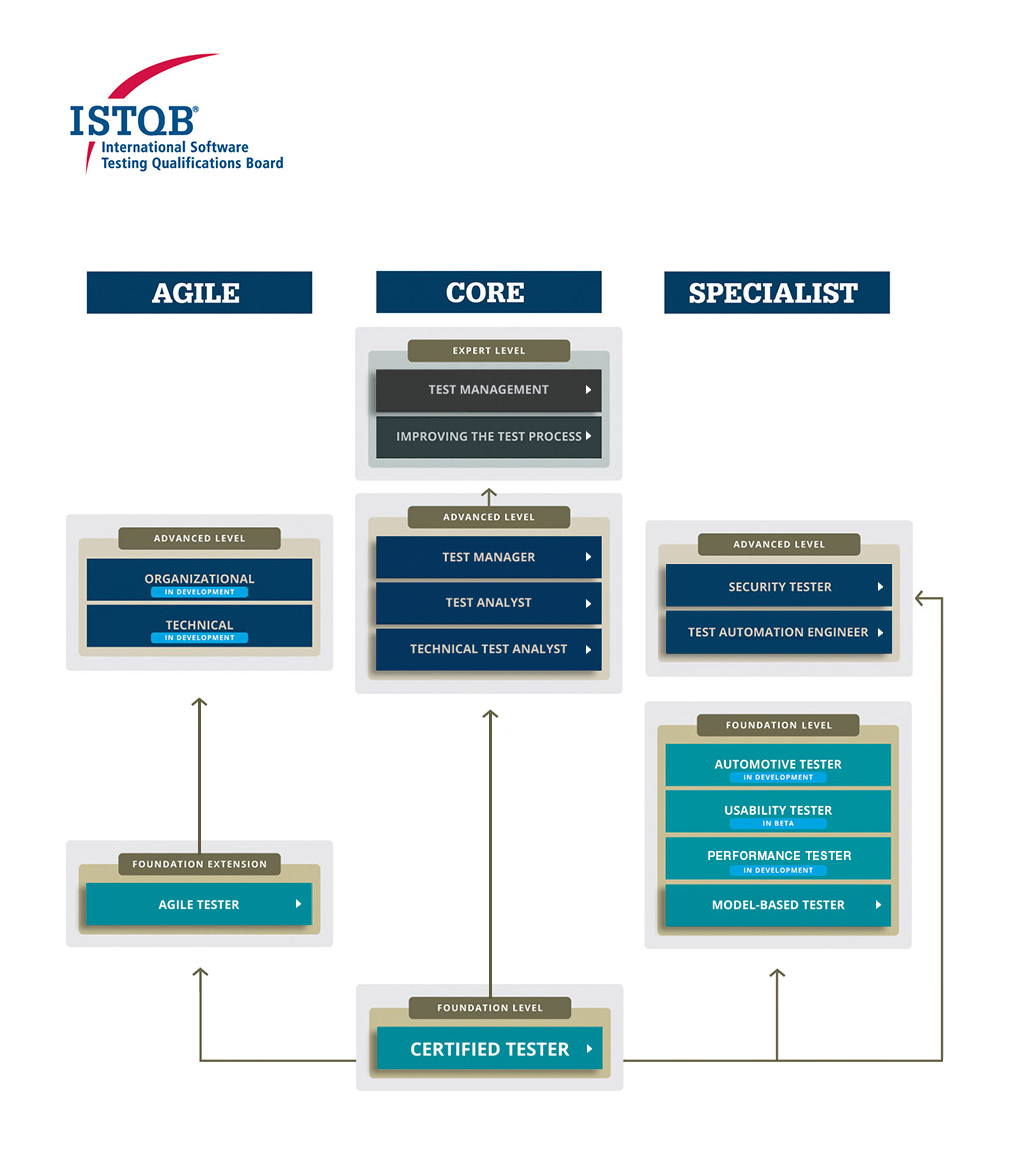 ISTQB®
International Software
Testing Qualifications Board
AGILE
CORE
SPECIALIST
EXPERT LEVEL
TEST MANAGEMENT
IMPROVING THE TEST PROCESS
ADVANCED LEVEL
ORGANIZATIONAL
IN DEVELOPMENT
TECHNICAL
IN DEVELOPMENT
ADVANCED LEVEL
TEST MANAGER
TEST ANALYST
TECHNICAL TEST ANALYST
ADVANCED LEVEL
SECURITY TESTER
TEST AUTOMATION ENGINEER
FOUNDATION LEVEL
AUTOMOTIVE TESTER
IN DEVELOPMENT
USABILITY TESTER
IN BETA
PERFORMANCE TESTER
IN DEVELOPMENT
MODEL-BASED TESTER
FOUNDATION EXTENSION
AGILE TESTER
FOUNDATION LEVEL
CERTIFIED TESTER